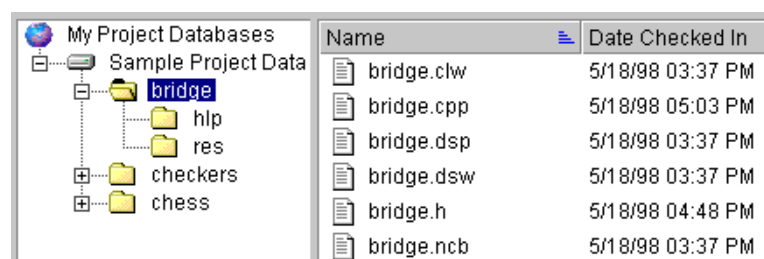 My Project Databases
Sample Project Data
bridge
hlp
res
checkers
chess
Name Date Checked In
bridge.clw 5/18/98 03:37 PM
bridge.cpp 5/18/98 05:03 PM
bridge.dsp 5/18/98 03:37 PM
bridge.dsw 5/18/98 03:37 PM
bridge.h 5/18/98 04:48 PM
bridge.ncb 5/18/98 03:37 PM